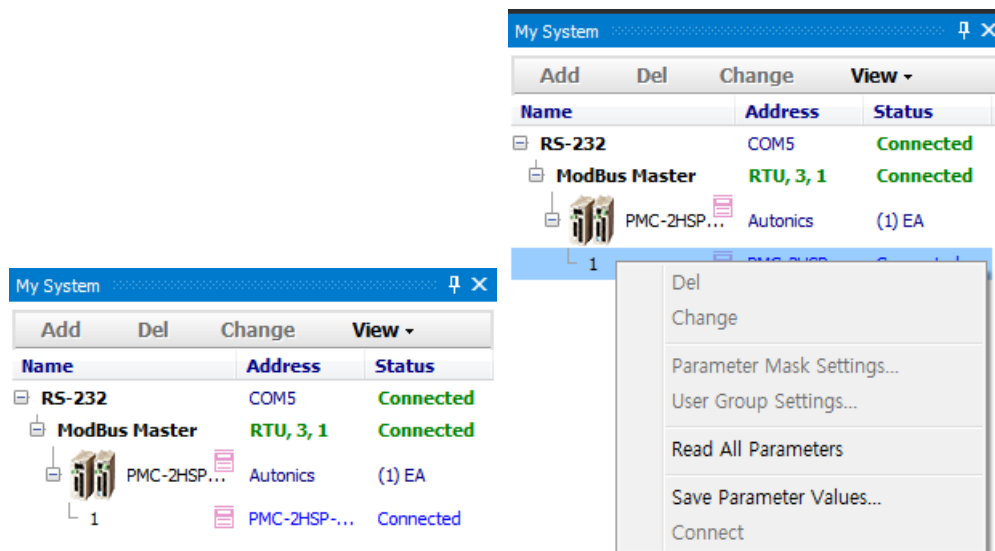 My System
Add Del Change View
Name Address Status
RS-232 COM5 Connected
ModBus Master RTU, 3, 1 Connected
PMC-2HSP... Autonics (1) EA
1 PMC-2HSP-... Connected
My System
Add Del Change View
Name Address Status
RS-232 COM5 Connected
ModBus Master RTU, 3, 1 Connected
PMC-2HSP... Autonics (1) EA
1
Del
Change
Parameter Mask Settings...
User Group Settings...
Read All Parameters
Save Parameter Values...
Connect